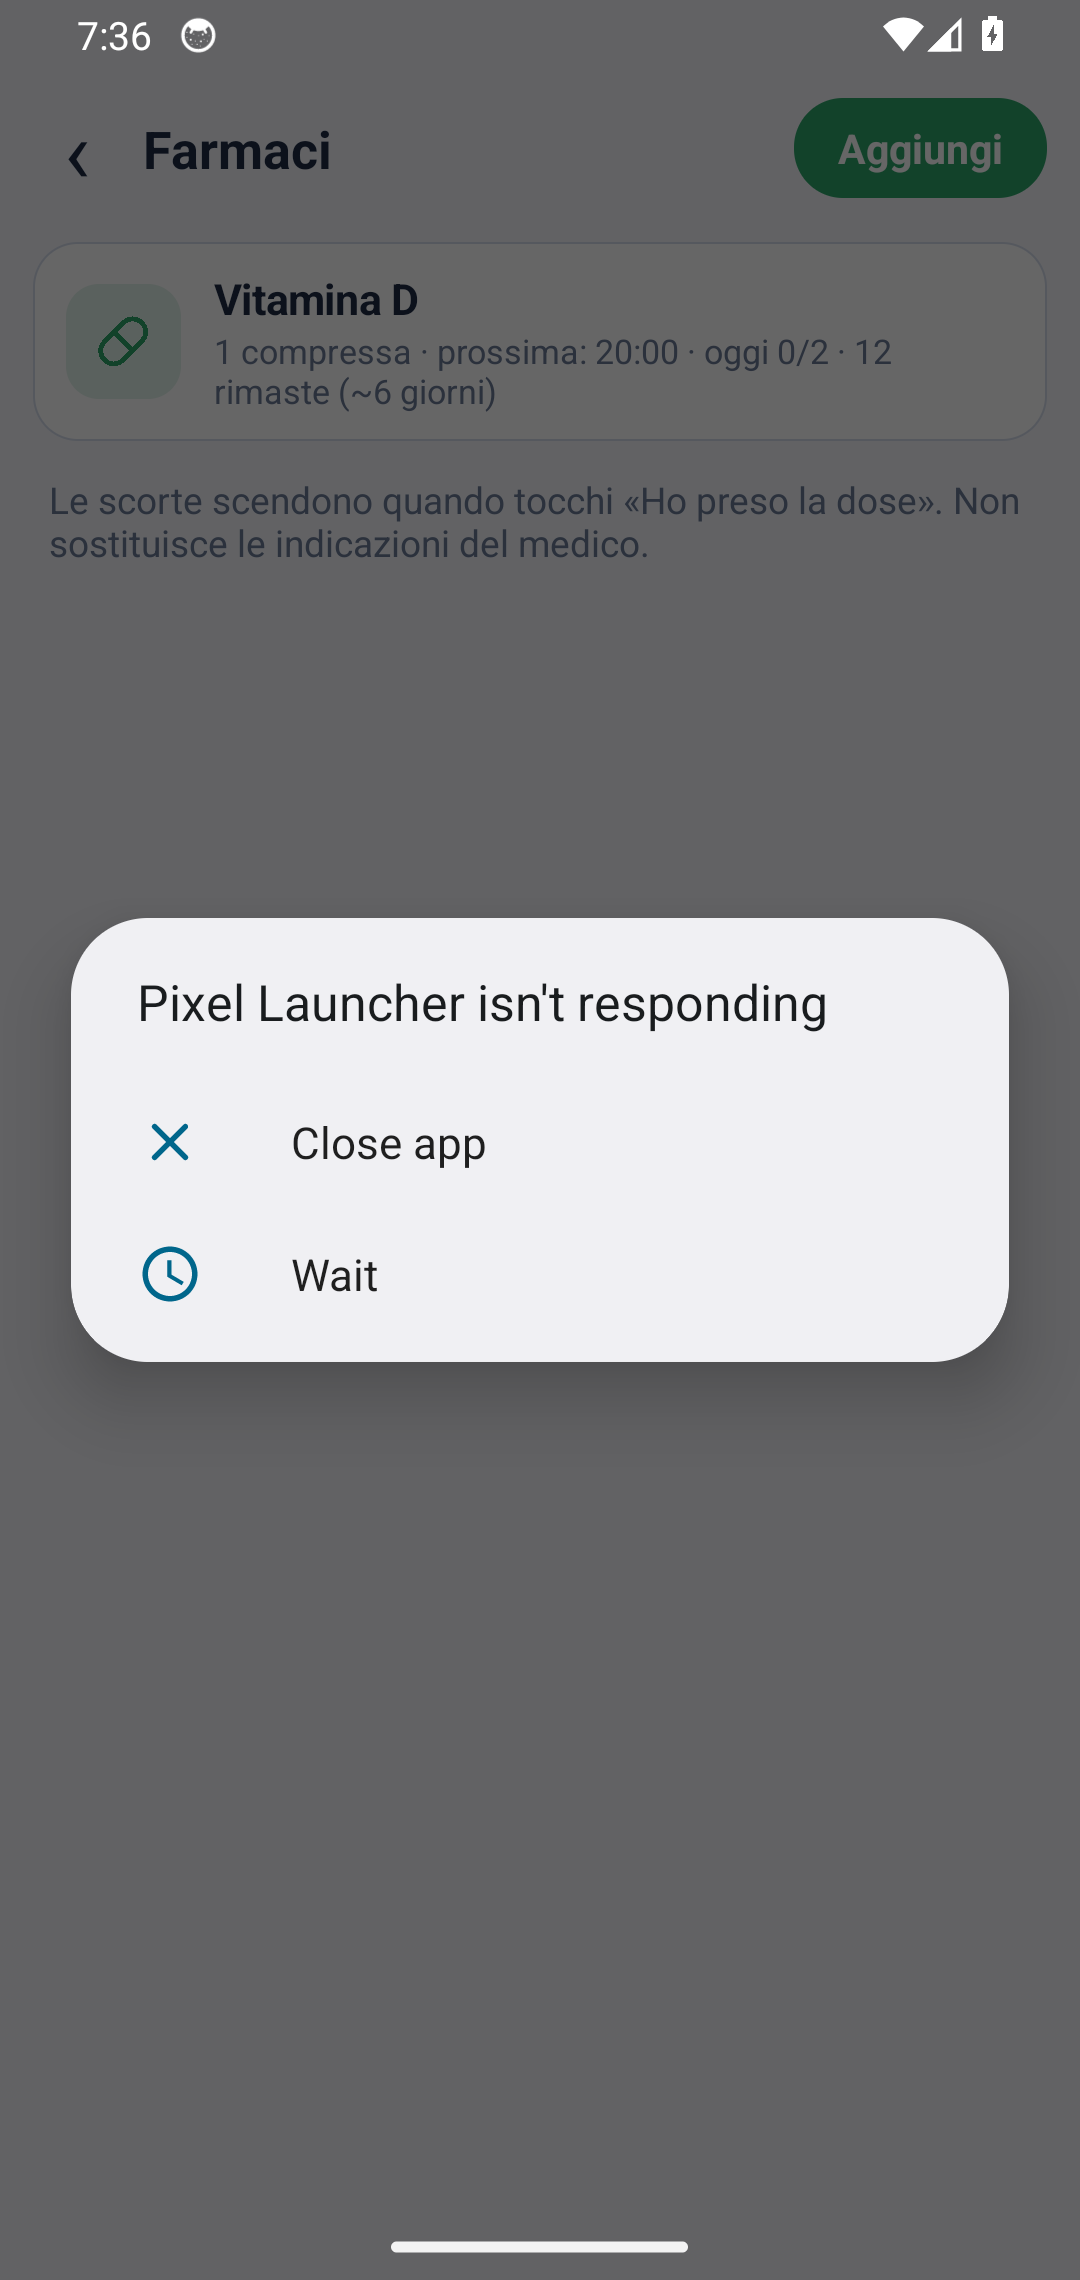 7:36
Farmaci
Aggiungi
Vitamina D
1 compressa · prossima: 20:00 · oggi 0/2 · 12
rimaste (~6 giorni)
Le scorte scendono quando tocchi «Ho preso la dose». Non
sostituisce le indicazioni del medico.
Pixel Launcher isn't responding
Close app
Wait